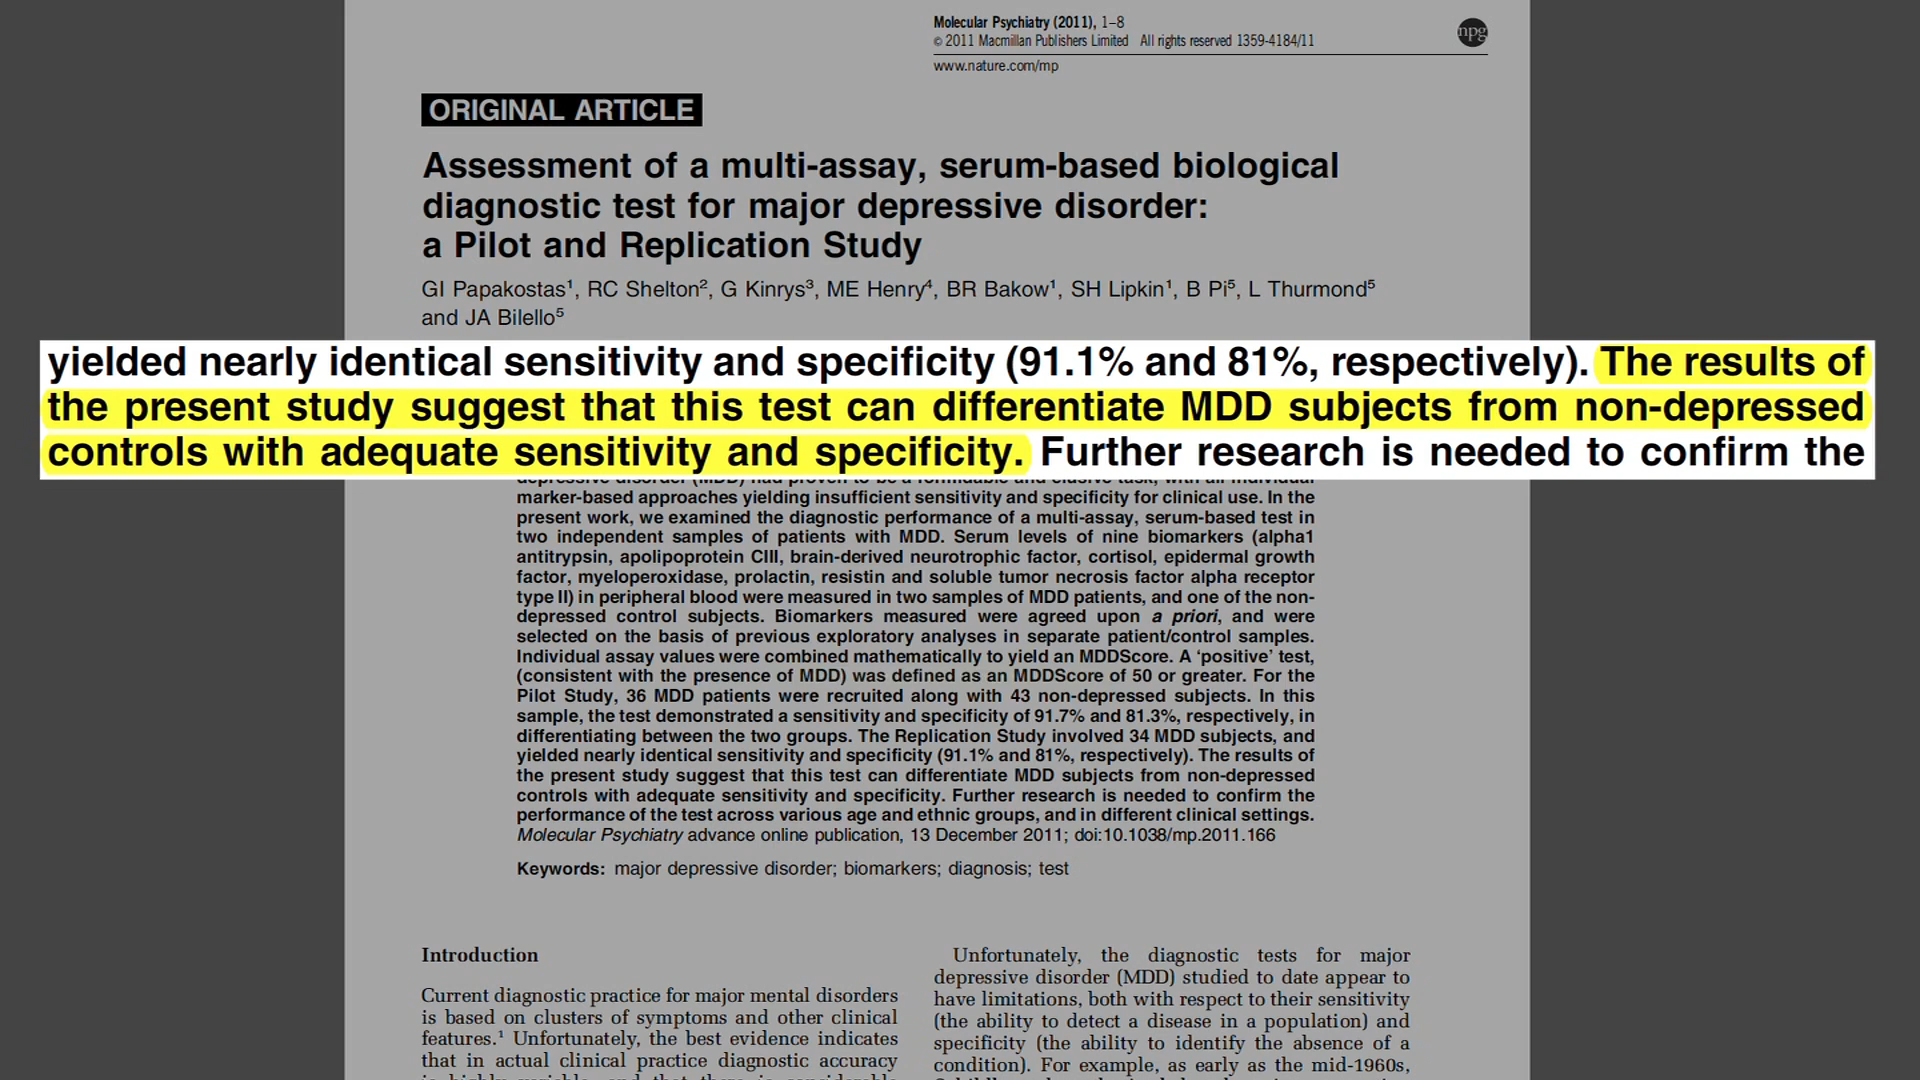 Molecular Psychiatry (2011), 1–8
© 2011 Macmillan Publishers Limited All rights reserved 1359-4184/11
npg
www.nature.com/mp
ORIGINAL ARTICLE
Assessment of a multi-assay, serum-based biological
diagnostic test for major depressive disorder:
a Pilot and Replication Study
GI Papakostas¹, RC Shelton², G Kinrys³, ME Henry⁴, BR Bakow¹, SH Lipkin¹, B Pi⁵, L Thurmond⁵
and JA Bilello⁵
yielded nearly identical sensitivity and specificity (91.1% and 81%, respectively). The results of
the present study suggest that this test can differentiate MDD subjects from non-depressed
controls with adequate sensitivity and specificity. Further research is needed to confirm the
depressive disorder (MDD) had proven to be a formidable and elusive task, with all individual
marker-based approaches yielding insufficient sensitivity and specificity for clinical use. In the
present work, we examined the diagnostic performance of a multi-assay, serum-based test in
two independent samples of patients with MDD. Serum levels of nine biomarkers (alpha1
antitrypsin, apolipoprotein CIII, brain-derived neurotrophic factor, cortisol, epidermal growth
factor, myeloperoxidase, prolactin, resistin and soluble tumor necrosis factor alpha receptor
type II) in peripheral blood were measured in two samples of MDD patients, and one of the non-
depressed control subjects. Biomarkers measured were agreed upon a priori, and were
selected on the basis of previous exploratory analyses in separate patient/control samples.
Individual assay values were combined mathematically to yield an MDDScore. A ‘positive’ test,
(consistent with the presence of MDD) was defined as an MDDScore of 50 or greater. For the
Pilot Study, 36 MDD patients were recruited along with 43 non-depressed subjects. In this
sample, the test demonstrated a sensitivity and specificity of 91.7% and 81.3%, respectively, in
differentiating between the two groups. The Replication Study involved 34 MDD subjects, and
yielded nearly identical sensitivity and specificity (91.1% and 81%, respectively). The results of
the present study suggest that this test can differentiate MDD subjects from non-depressed
controls with adequate sensitivity and specificity. Further research is needed to confirm the
performance of the test across various age and ethnic groups, and in different clinical settings.
Molecular Psychiatry advance online publication, 13 December 2011; doi:10.1038/mp.2011.166
Keywords: major depressive disorder; biomarkers; diagnosis; test
Introduction
Current diagnostic practice for major mental disorders
is based on clusters of symptoms and other clinical
features.¹ Unfortunately, the best evidence indicates
that in actual clinical practice diagnostic accuracy
Unfortunately, the diagnostic tests for major
depressive disorder (MDD) studied to date appear to
have limitations, both with respect to their sensitivity
(the ability to detect a disease in a population) and
specificity (the ability to identify the absence of a
condition). For example, as early as the mid-1960s,